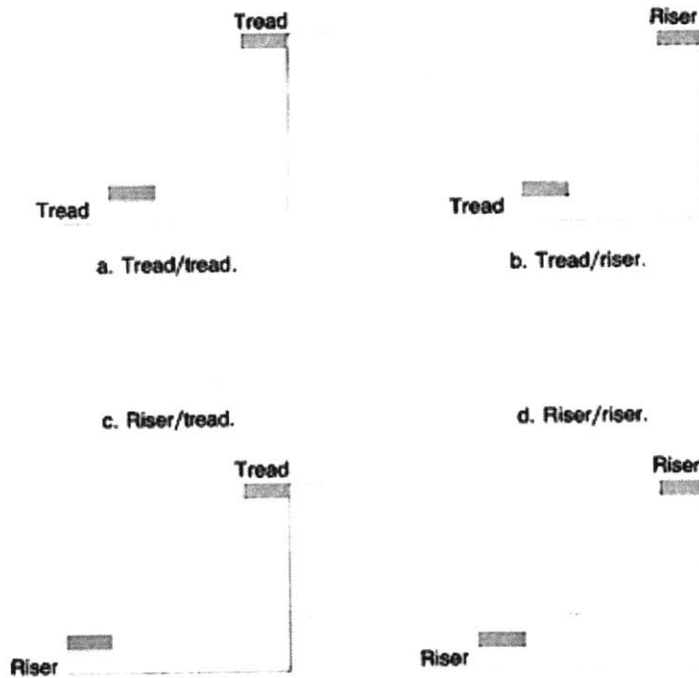 Tread
Riser
Tread
Tread
a. Tread/tread.
b. Tread/riser.
c. Riser/tread.
d. Riser/riser.
Tread
Riser
Riser
Riser